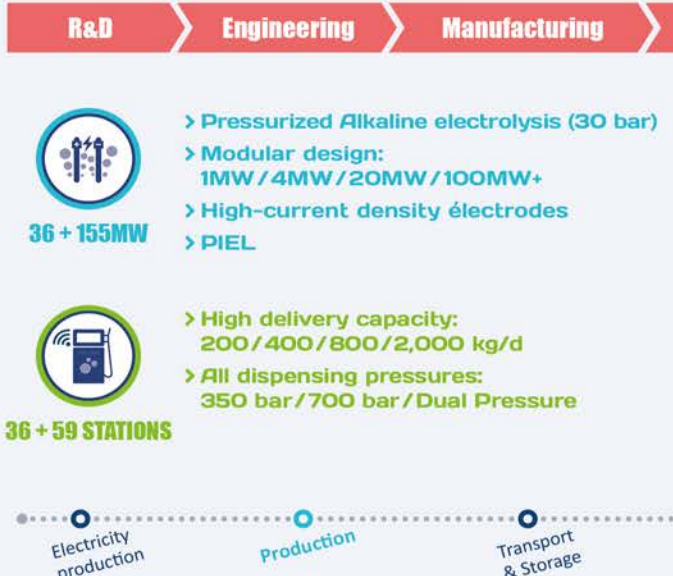 R&D Engineering Manufacturing
> Pressurized Alkaline electrolysis (30 bar)
> Modular design:
1MW/4MW/20MW/100MW+
> High-current density électrodes
> PIEL
36 + 155MW
> High delivery capacity:
200/400/800/2,000 kg/d
> All dispensing pressures:
350 bar/700 bar/Dual Pressure
36 + 59 STATIONS
Electricity
production
Production
Transport
& Storage